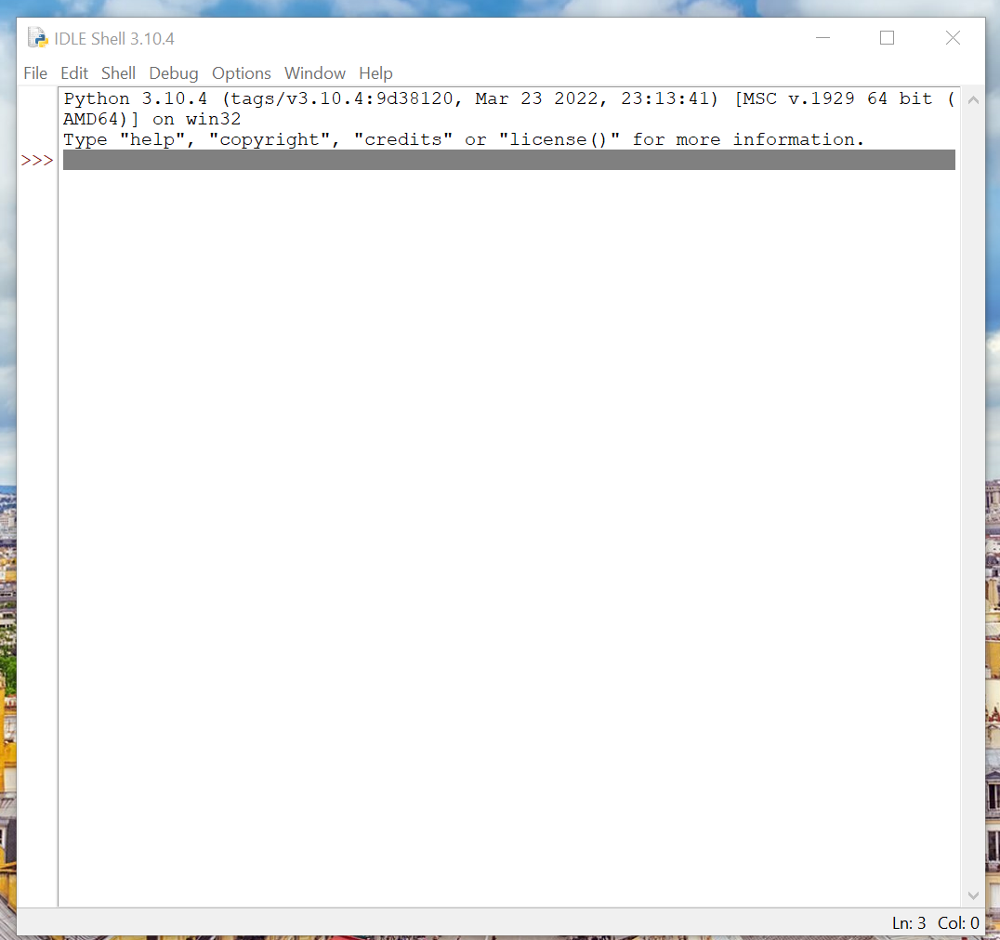 IDLE Shell 3.10.4
File Edit Shell Debug Options Window Help
Python 3.10.4 (tags/v3.10.4:9d38120, Mar 23 2022, 23:13:41) [MSC v.1929 64 bit (
AMD64)] on win32
Type "help", "copyright", "credits" or "license()" for more information.
>>>
Ln: 3 Col: 0